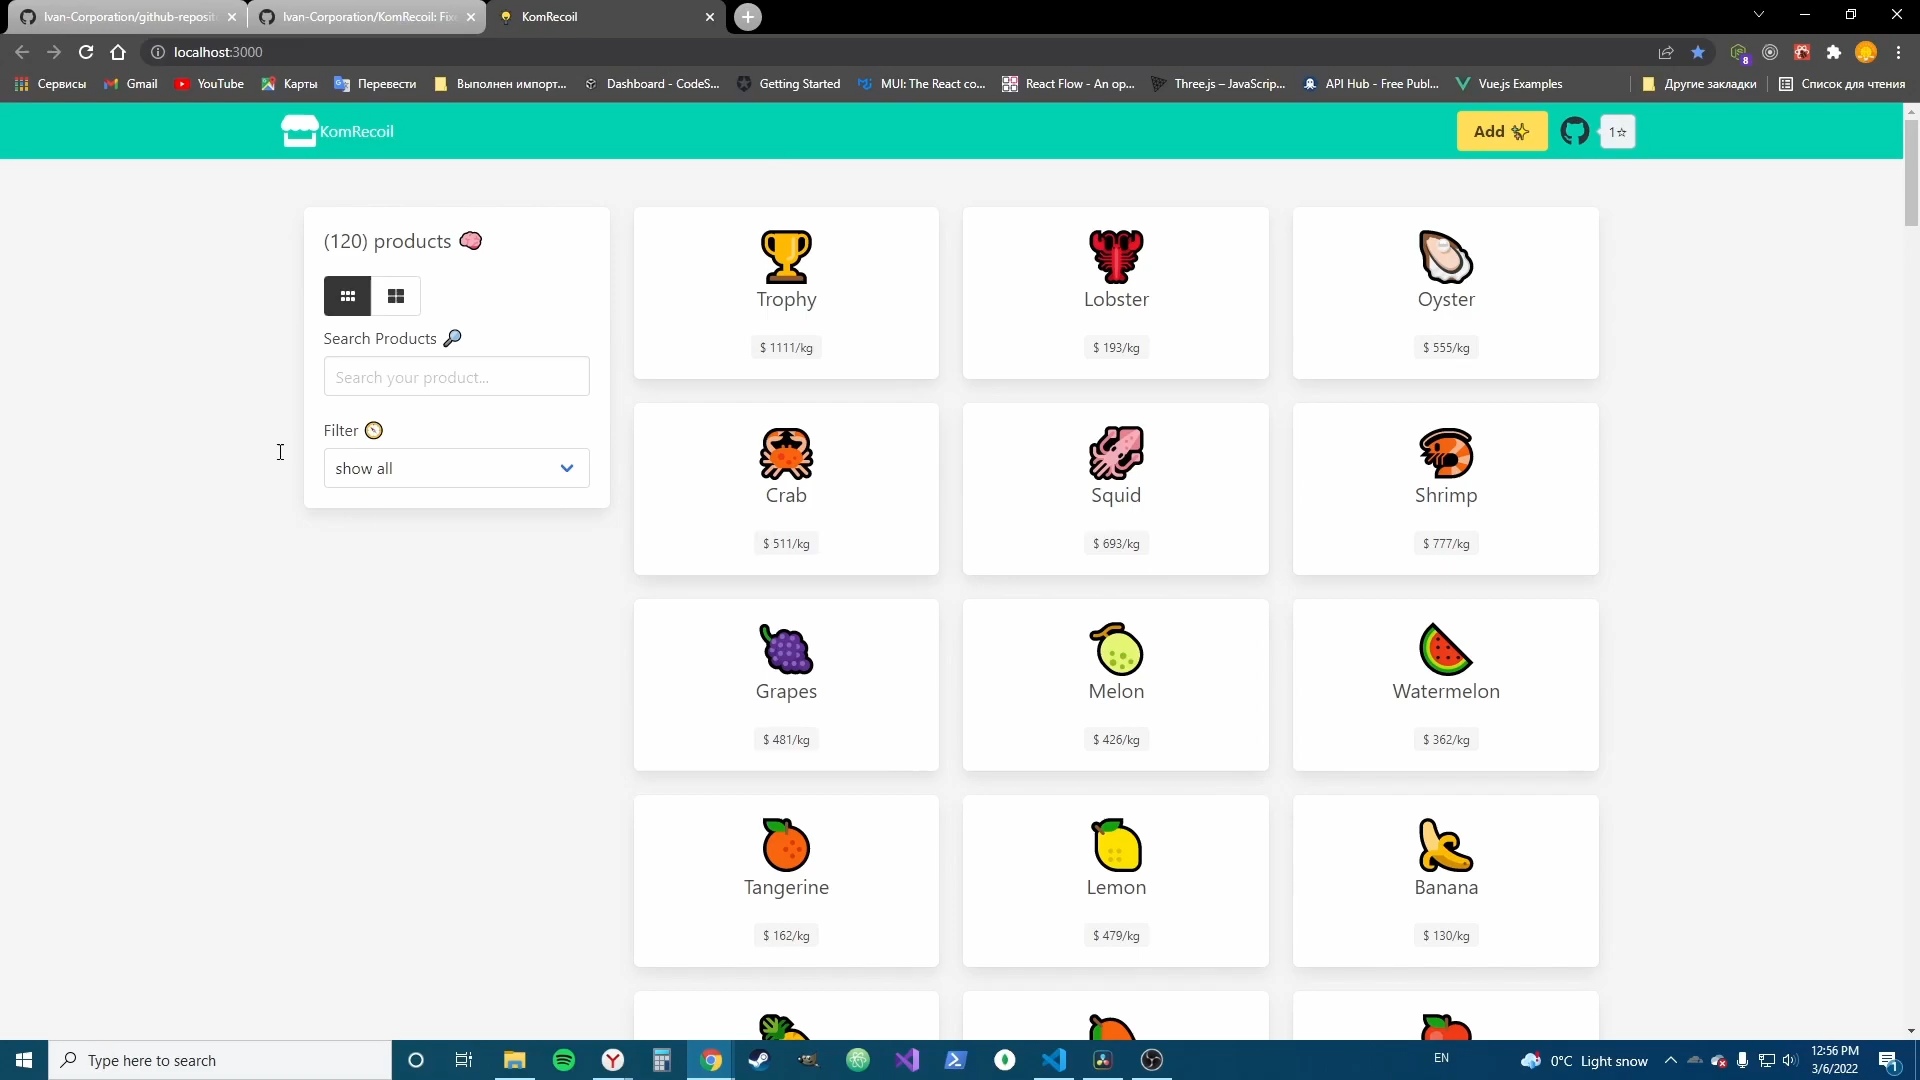 Ivan-Corporation/github-reposit
Ivan-Corporation/KomRecoil: Fix
KomRecoil
localhost:3000
8
Сервисы
Gmail
YouTube
Карты
Перевести
Выполнен импорт...
Dashboard - CodeS...
Getting Started
MUI: The React co...
React Flow - An op...
Three.js – JavaScrip...
API Hub - Free Publ...
Vue.js Examples
Другие закладки
Список для чтения
KomRecoil
Add ✨
1☆
(120) products 🧠
Search Products 🔎
Search your product...
Filter 🧭
show all
Trophy
$ 1111/kg
Lobster
$ 193/kg
Oyster
$ 555/kg
Crab
$ 511/kg
Squid
$ 693/kg
Shrimp
$ 777/kg
Grapes
$ 481/kg
Melon
$ 426/kg
Watermelon
$ 362/kg
Tangerine
$ 162/kg
Lemon
$ 479/kg
Banana
$ 130/kg
Type here to search
EN
0°C Light snow
12:56 PM
3/6/2022
1